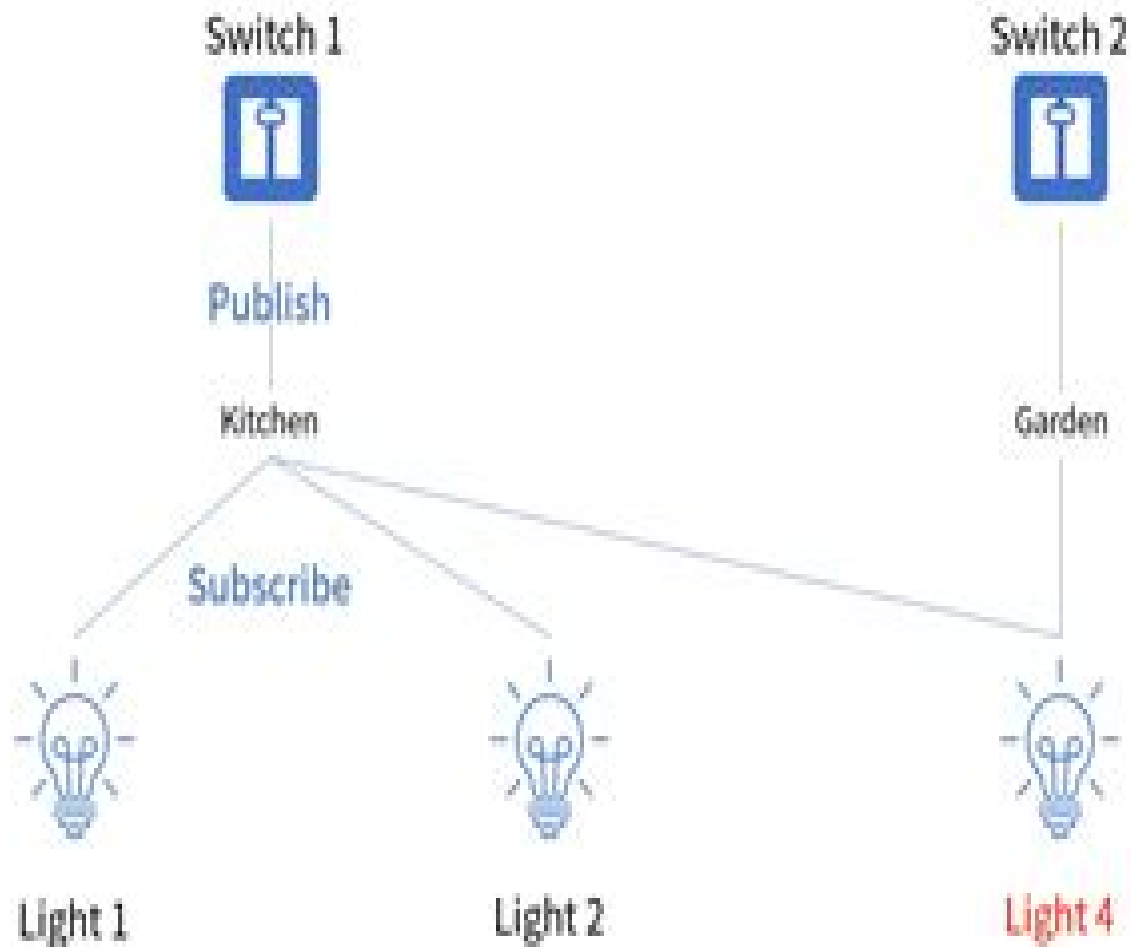 Switch 1
Switch 2
Publish
Kitchen
Garden
Subscribe
Light 1
Light 2
Light 4